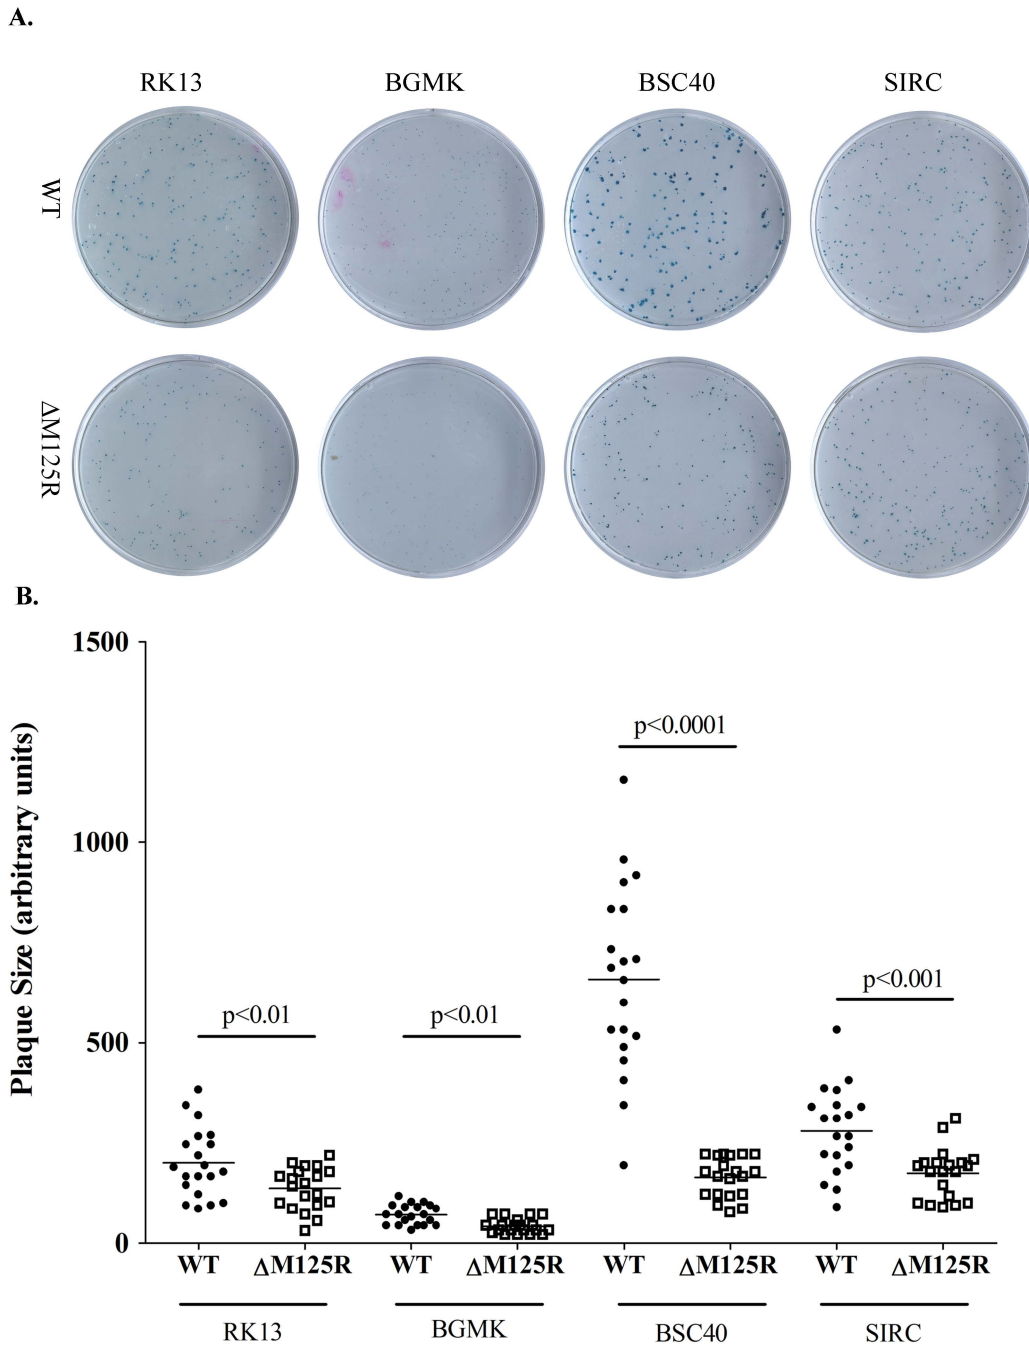 A.
RK13 BGMK BSC40 SIRC
WT
ΔM125R
B.
Plaque Size (arbitrary units)
1500
1000
500
0
p<0.01
p<0.01
p<0.0001
p<0.001
WT ΔM125R WT ΔM125R WT ΔM125R WT ΔM125R
RK13 BGMK BSC40 SIRC